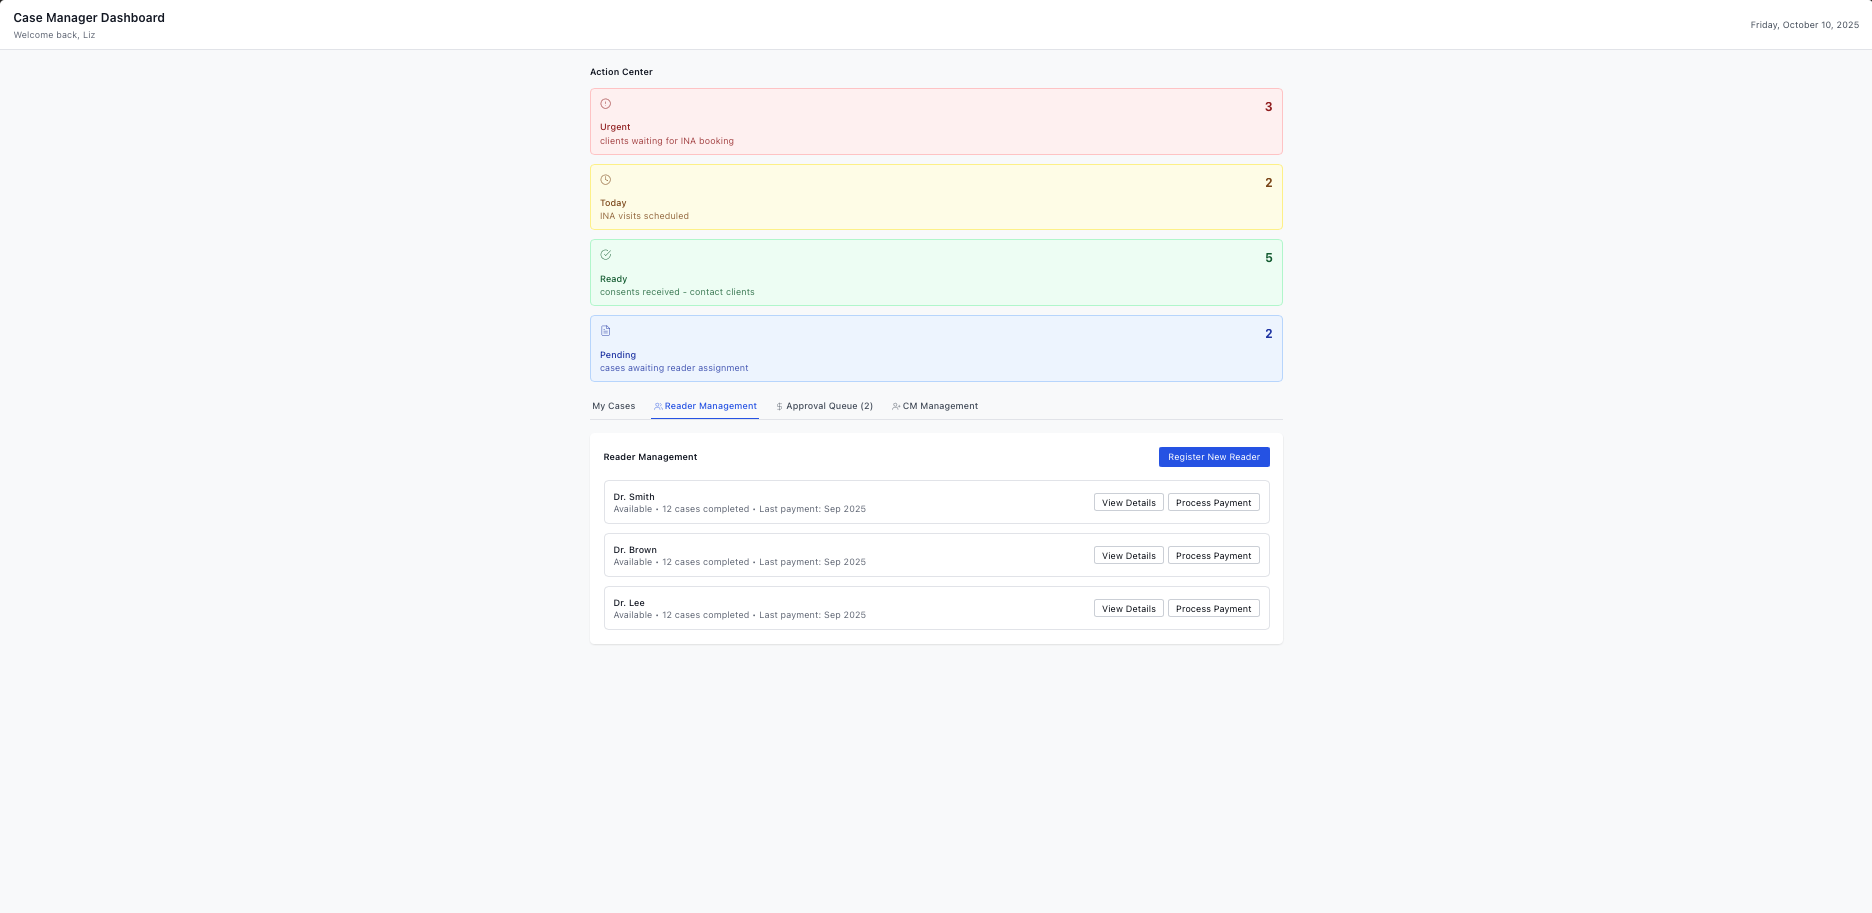 Case Manager Dashboard
Welcome back, Liz
Friday, October 10, 2025
Action Center
3
Urgent
clients waiting for INA booking
2
Today
INA visits scheduled
5
Ready
consents received - contact clients
2
Pending
cases awaiting reader assignment
My Cases Reader Management Approval Queue (2) CM Management
Reader Management Register New Reader
Dr. Smith
Available • 12 cases completed • Last payment: Sep 2025
View Details Process Payment
Dr. Brown
Available • 12 cases completed • Last payment: Sep 2025
View Details Process Payment
Dr. Lee
Available • 12 cases completed • Last payment: Sep 2025
View Details Process Payment